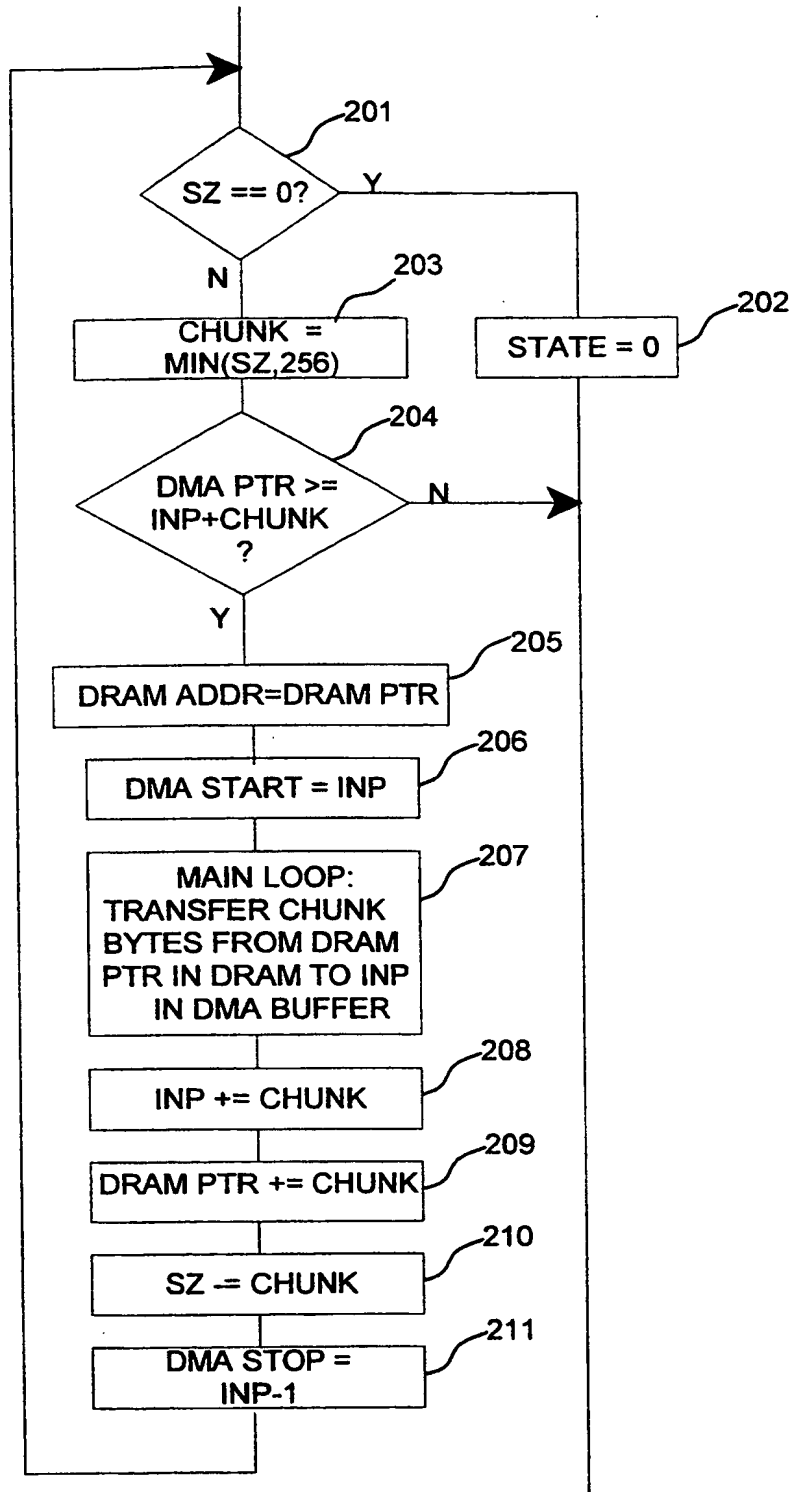 201
SZ == 0?
Y
N
203
CHUNK =
MIN(SZ,256)
202
STATE = 0
204
DMA PTR >=
INP+CHUNK
?
N
Y
205
DRAM ADDR=DRAM PTR
206
DMA START = INP
207
MAIN LOOP:
TRANSFER CHUNK
BYTES FROM DRAM
PTR IN DRAM TO INP
IN DMA BUFFER
208
INP += CHUNK
209
DRAM PTR += CHUNK
210
SZ -= CHUNK
211
DMA STOP =
INP-1